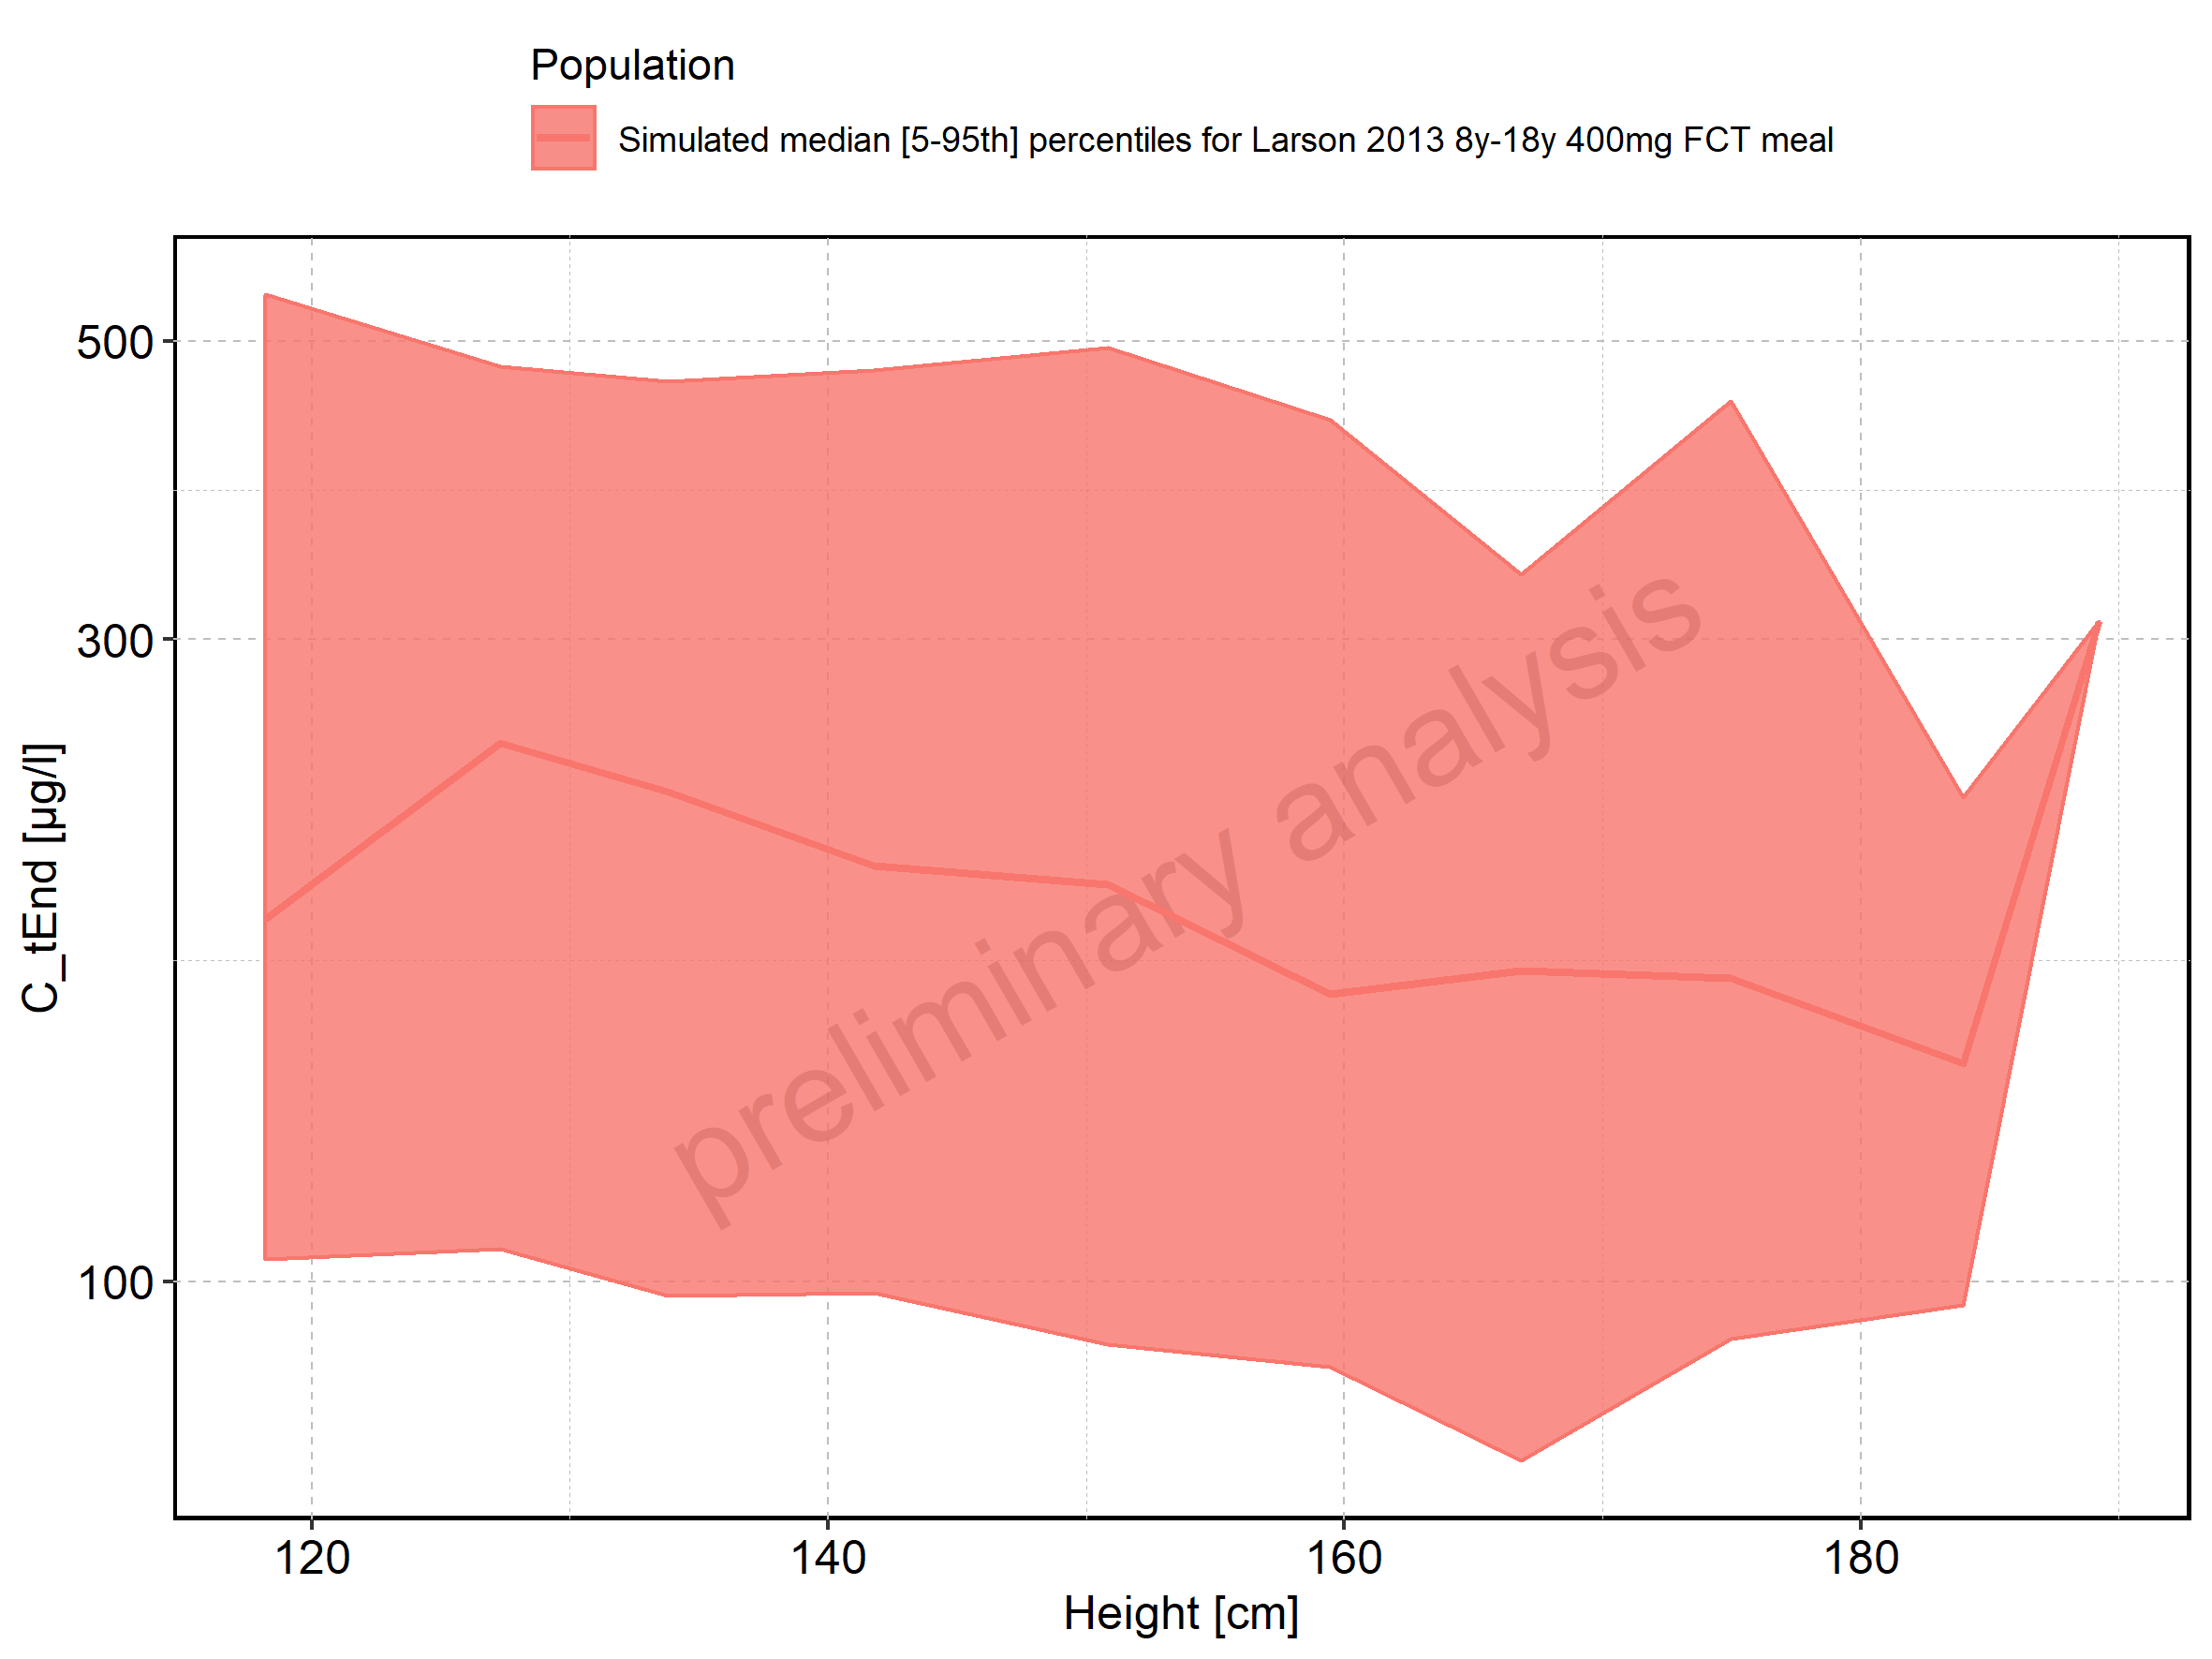 Population
Simulated median [5-95th] percentiles for Larson 2013 8y-18y 400mg FCT meal
500
300
100
C_tEnd [µg/l]
preliminary analysis
120 140 160 180
Height [cm]